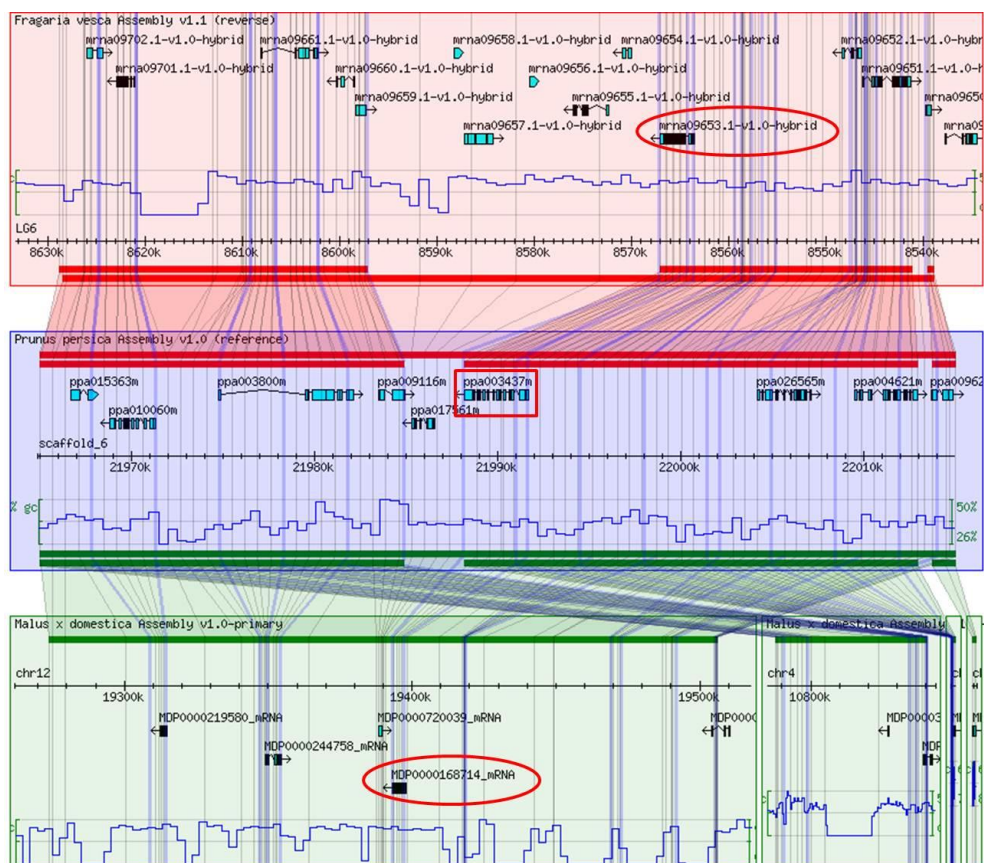 Fragaria vesca Assembly v1.1 (reverse)
mrna09702.1-v1.0-hybrid mrna09661.1-v1.0-hybrid mrna09658.1-v1.0-hybrid mrna09654.1-v1.0-hybrid mrna09652.1-v1.0-hybr
mrna09701.1-v1.0-hybrid mrna09660.1-v1.0-hybrid mrna09656.1-v1.0-hybrid mrna09651.1-v1.0-h
mrna09659.1-v1.0-hybrid mrna09655.1-v1.0-hybrid mrna0965
mrna09657.1-v1.0-hybrid mrna09653.1-v1.0-hybrid mrna09
LG6
8630k 8620k 8610k 8600k 8590k 8580k 8570k 8560k 8550k 8540k
Prunus persica Assembly v1.0 (reference)
ppa015363m ppa003800m ppa009116m ppa003437m ppa026565m ppa004621m ppa00962
ppa010060m ppa017561m
scaffold_6
21970k 21980k 21990k 22000k 22010k
% gc 50%
26%
Malus x domestica Assembly v1.0-primary Malus x domestica Assembly
chr12 chr4
19300k 19400k 19500k 10800k
MDP0000219580_mRNA MDP0000720039_mRNA MDP0000 MDP00003
MDP0000244758_mRNA MDP
MDP0000168714_mRNA